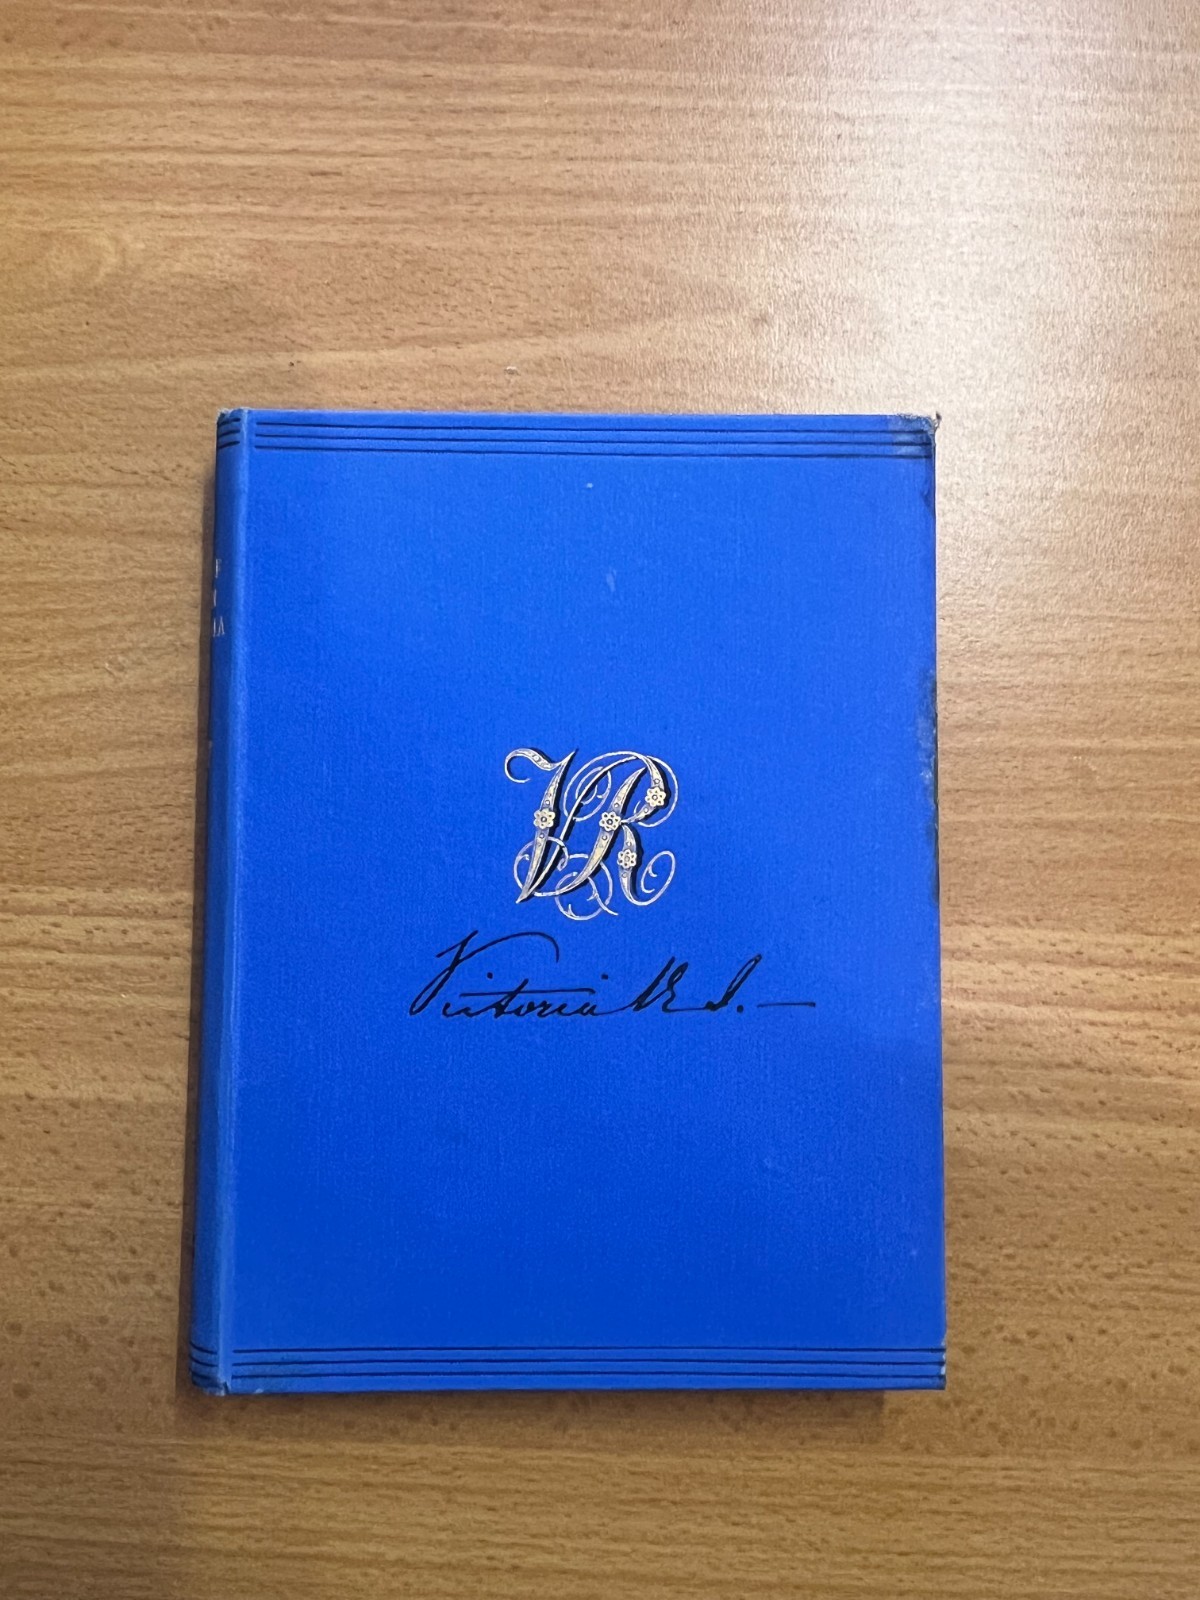 VR
Victoria R I. —